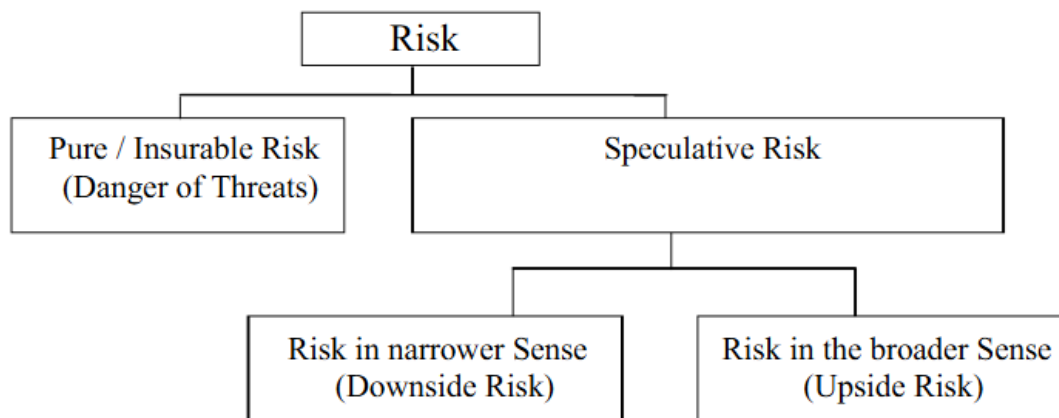 Risk
Pure / Insurable Risk
(Danger of Threats)
Speculative Risk
Risk in narrower Sense
(Downside Risk)
Risk in the broader Sense
(Upside Risk)